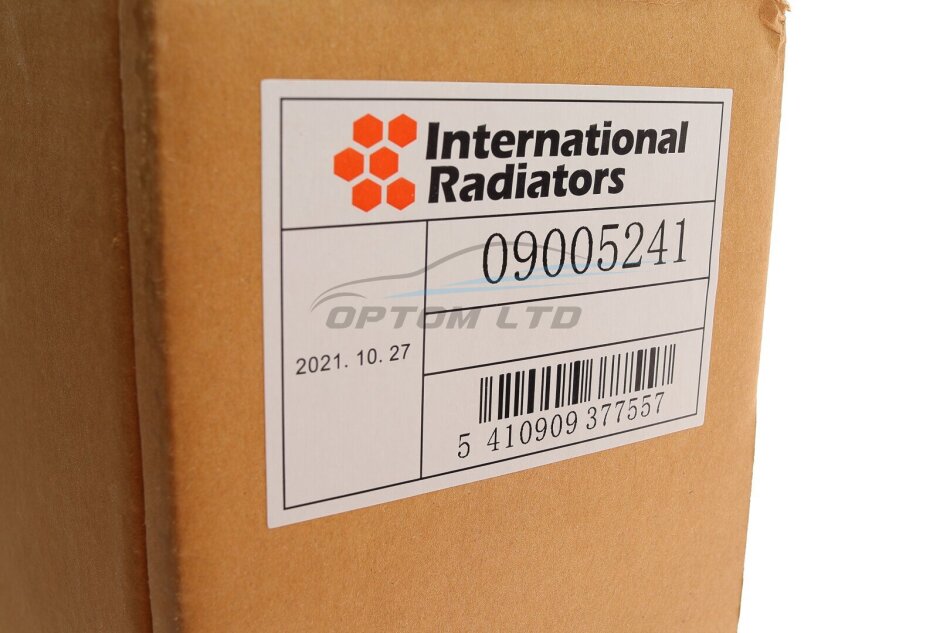 International
Radiators
09005241
OPTOM LTD
2021. 10. 27
5 410909 377557